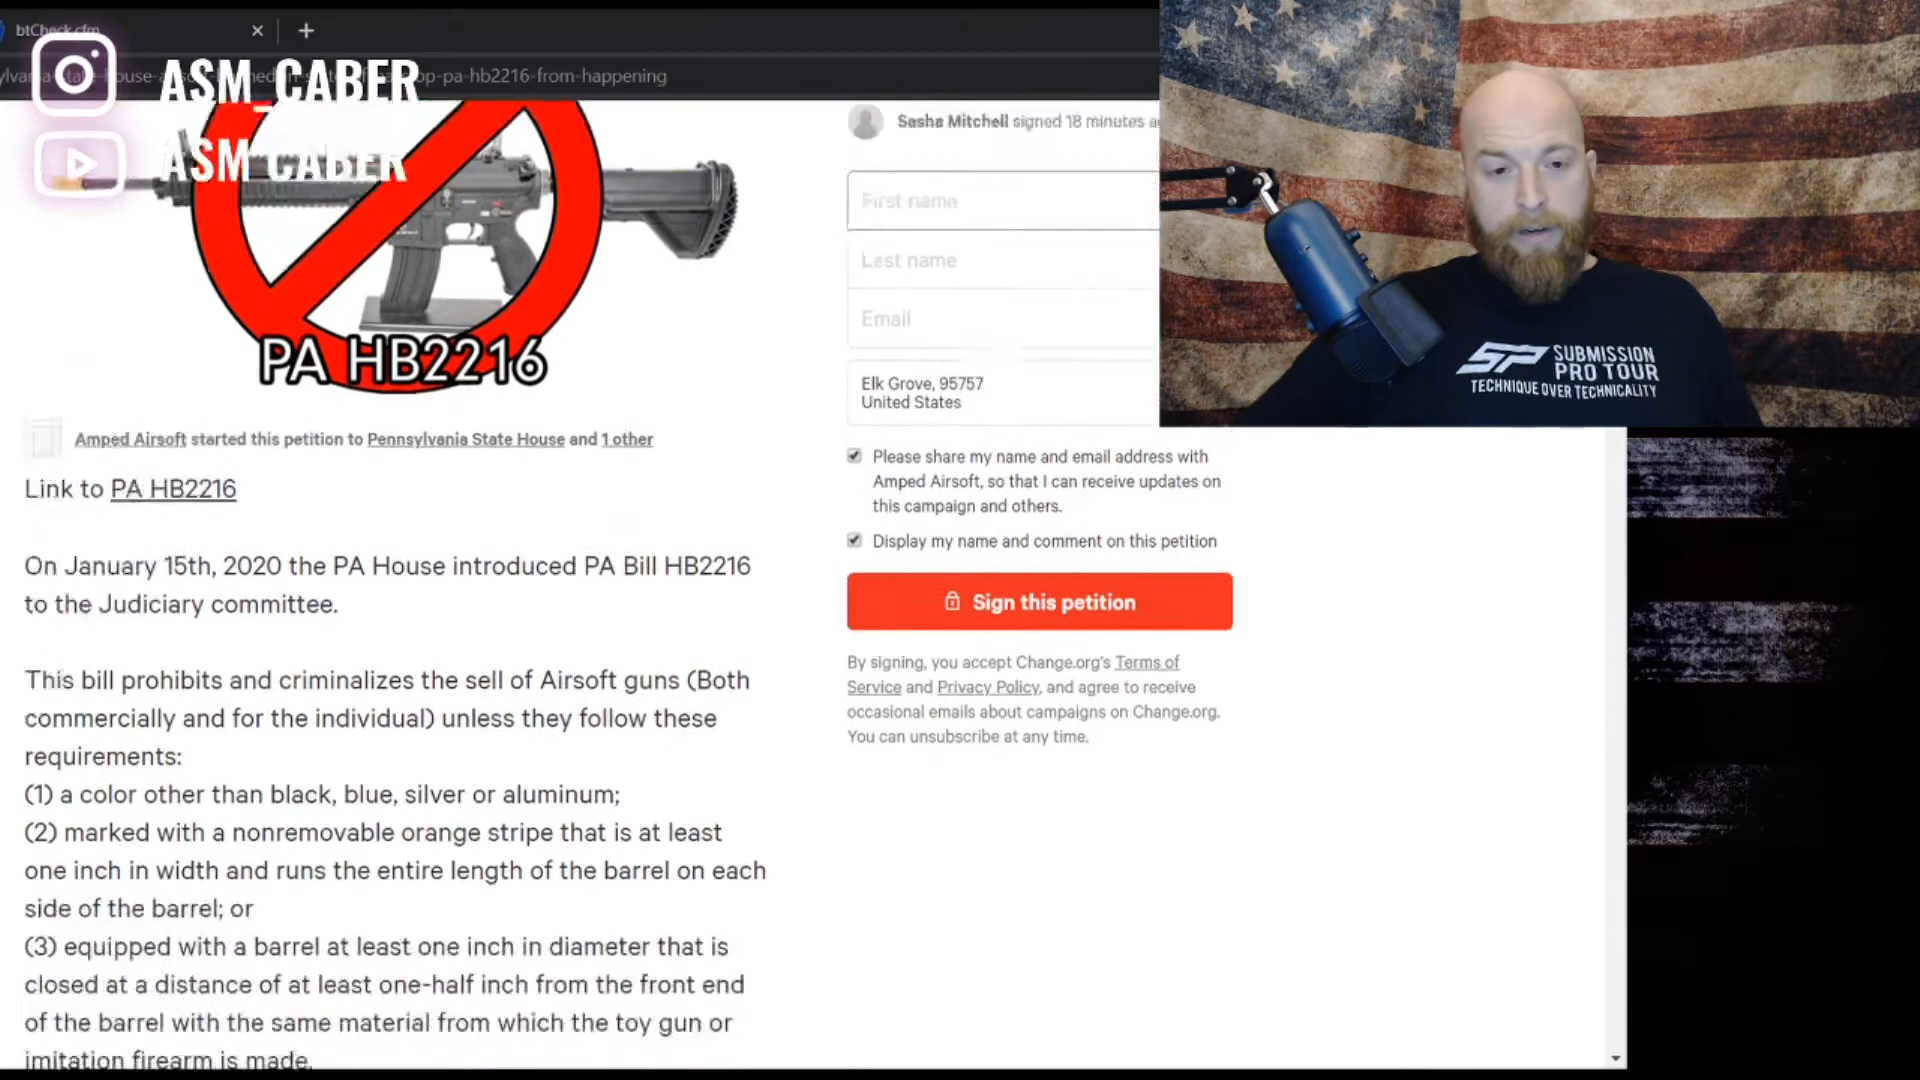 ASM_CABER
ASM CABER
-pa-hb2216-from-happening
PA HB2216
Amped Airsoft started this petition to Pennsylvania State House and 1 other
Link to PA HB2216
On January 15th, 2020 the PA House introduced PA Bill HB2216
to the Judiciary committee.
This bill prohibits and criminalizes the sell of Airsoft guns (Both
commercially and for the individual) unless they follow these
requirements:
(1) a color other than black, blue, silver or aluminum;
(2) marked with a nonremovable orange stripe that is at least
one inch in width and runs the entire length of the barrel on each
side of the barrel; or
(3) equipped with a barrel at least one inch in diameter that is
closed at a distance of at least one-half inch from the front end
of the barrel with the same material from which the toy gun or
imitation firearm is made.
Sasha Mitchell signed 18 minutes
First name
Last name
Email
Elk Grove, 95757
United States
Please share my name and email address with
Amped Airsoft, so that I can receive updates on
this campaign and others.
Display my name and comment on this petition
Sign this petition
By signing, you accept Change.org's Terms of
Service and Privacy Policy, and agree to receive
occasional emails about campaigns on Change.org.
You can unsubscribe at any time.
SP SUBMISSION
PRO TOUR
TECHNIQUE OVER TECHNICALITY